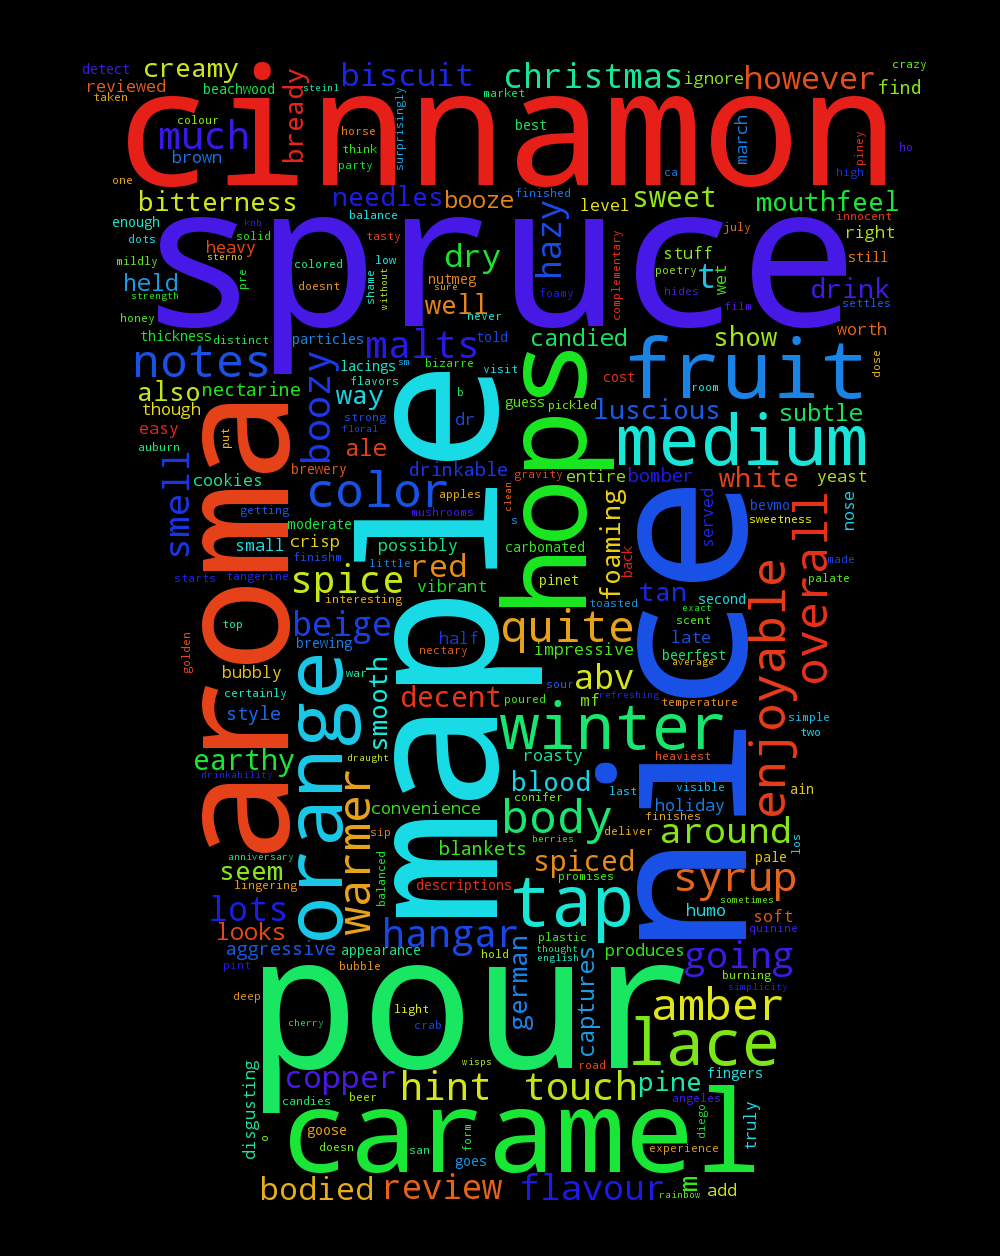 detect
creamy
biscuit
christmas
ignore
however
crazy
find
reviewed
taken
beachwood
bready
steinl
market
cinnamon
colour
much
brown
horse
think
party
surprisingly
best
march
piney
ho
one
ca
high
bitterness
needles
booze
finished
level
sweet
mouthfeel
innocent
enough
knb
balance
spruce
dots
solid
tasty
hazy
july
right
heavy
sterno
dry
complementary
stuff
still
mildly
colored
low
poetry
t
wet
held
pre
doesnt
shame
without
nutmeg
sure
foamy
hides
drink
strength
well
never
film
settles
honey
thickness
distinct
particles
malts
told
candied
show
worth
notes
boozy
lacings
sm
bizarre
visit
hops
fruit
dose
also
nectarine
flavors
way
cost
room
though
strong
b
guess
pickled
luscious
subtle
easy
put
floral
dr
medium
auburn
aroma
ale
smell
brewery
drinkable
gravity
entire
bomber
white
yeast
cookies
color
apples
clean
served
bevmo
nose
getting
moderate
mushrooms
s
foaming
sweetness
overall
small
crisp
possibly
carbonated
back
finishm
little
red
pinet
made
starts
tangerine
spice
vibrant
tan
palate
interesting
toasted
second
enjoyable
maple
nice
exact
top
beige
quite
scent
brewing
half
impressive
late
golden
nectary
beerfest
average
bubbly
orange
war
smooth
sour
abv
refreshing
certainly
decent
poured
mf
temperature
style
winter
simple
two
earthy
draught
roasty
heaviest
drinkability
warmer
blood
last
visible
ain
conifer
convenience
body
holiday
finishes
sip
berries
deliver
around
los
anniversary
balanced
blankets
spiced
pale
seem
lingering
descriptions
promises
syrup
lots
tap
sometimes
humo
soft
looks
hangar
quinine
aggressive
appearance
plastic
thought
english
produces
going
pint
bubble
hold
german
captures
burning
simplicity
deep
pour
light
amber
cherry
crab
lace
wisps
road
disgusting
copper
hint
touch
pine
fingers
candies
beer
angeles
goose
caramel
diego
truly
o
doesn
san
form
goes
experience
bodied
review
flavour
rainbow
m
add